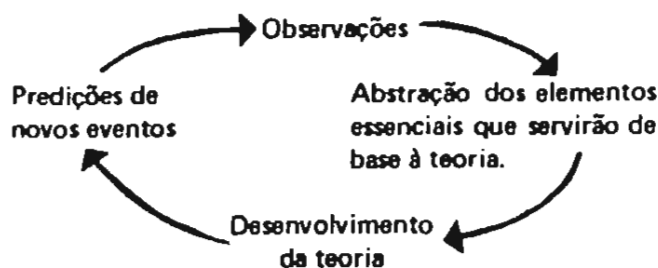 Observações
Abstração dos elementos
essenciais que servirão de
base à teoria.
Desenvolvimento
da teoria
Predições de
novos eventos